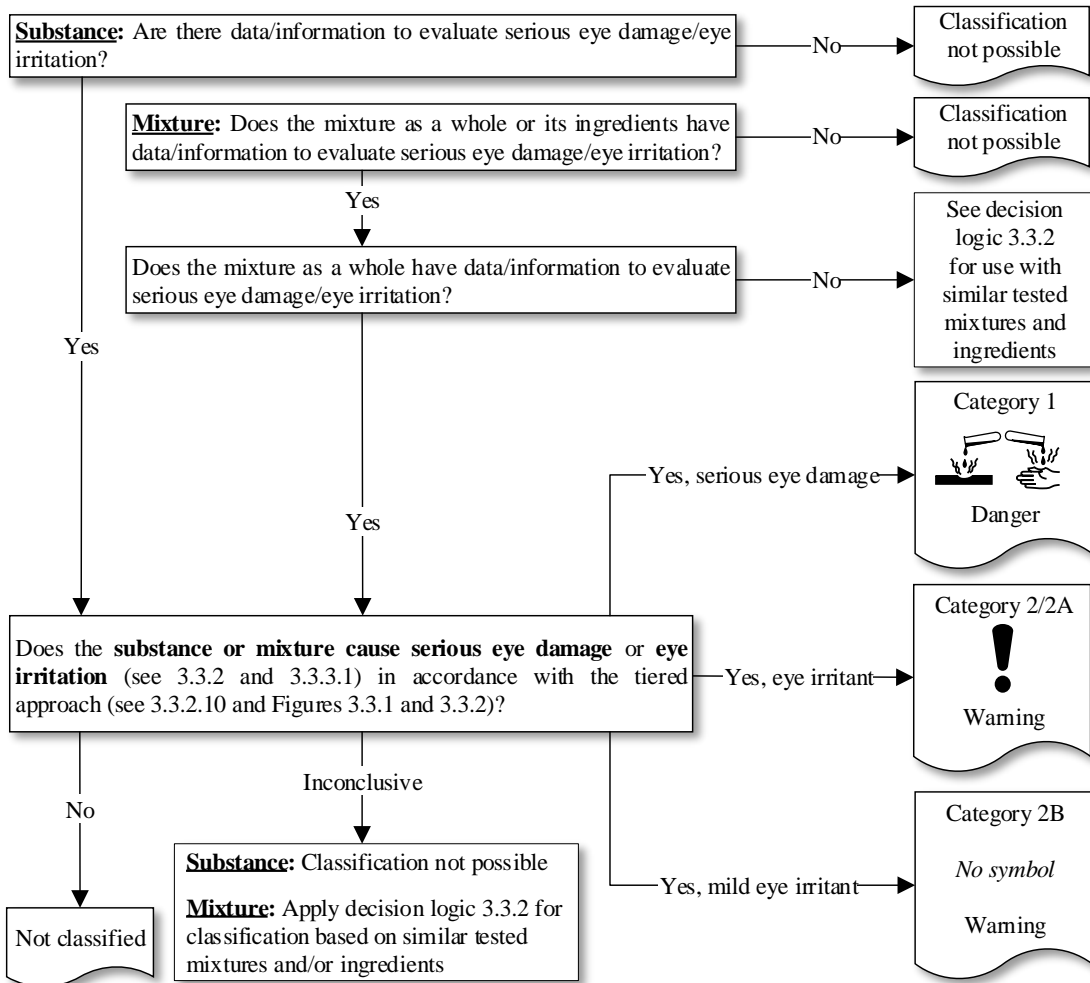 Substance: Are there data/information to evaluate serious eye damage/eye
irritation?
No
Classification
not possible
Mixture: Does the mixture as a whole or its ingredients have
data/information to evaluate serious eye damage/eye irritation?
No
Classification
not possible
Yes
Does the mixture as a whole have data/information to evaluate
serious eye damage/eye irritation?
No
See decision
logic 3.3.2
for use with
similar tested
mixtures and
ingredients
Yes
Yes
Does the substance or mixture cause serious eye damage or eye
irritation (see 3.3.2 and 3.3.3.1) in accordance with the tiered
approach (see 3.3.2.10 and Figures 3.3.1 and 3.3.2)?
Yes, serious eye damage
Category 1
Danger
Yes, eye irritant
Category 2/2A
Warning
Yes, mild eye irritant
Category 2B
No symbol
Warning
No
Not classified
Inconclusive
Substance: Classification not possible
Mixture: Apply decision logic 3.3.2 for
classification based on similar tested
mixtures and/or ingredients